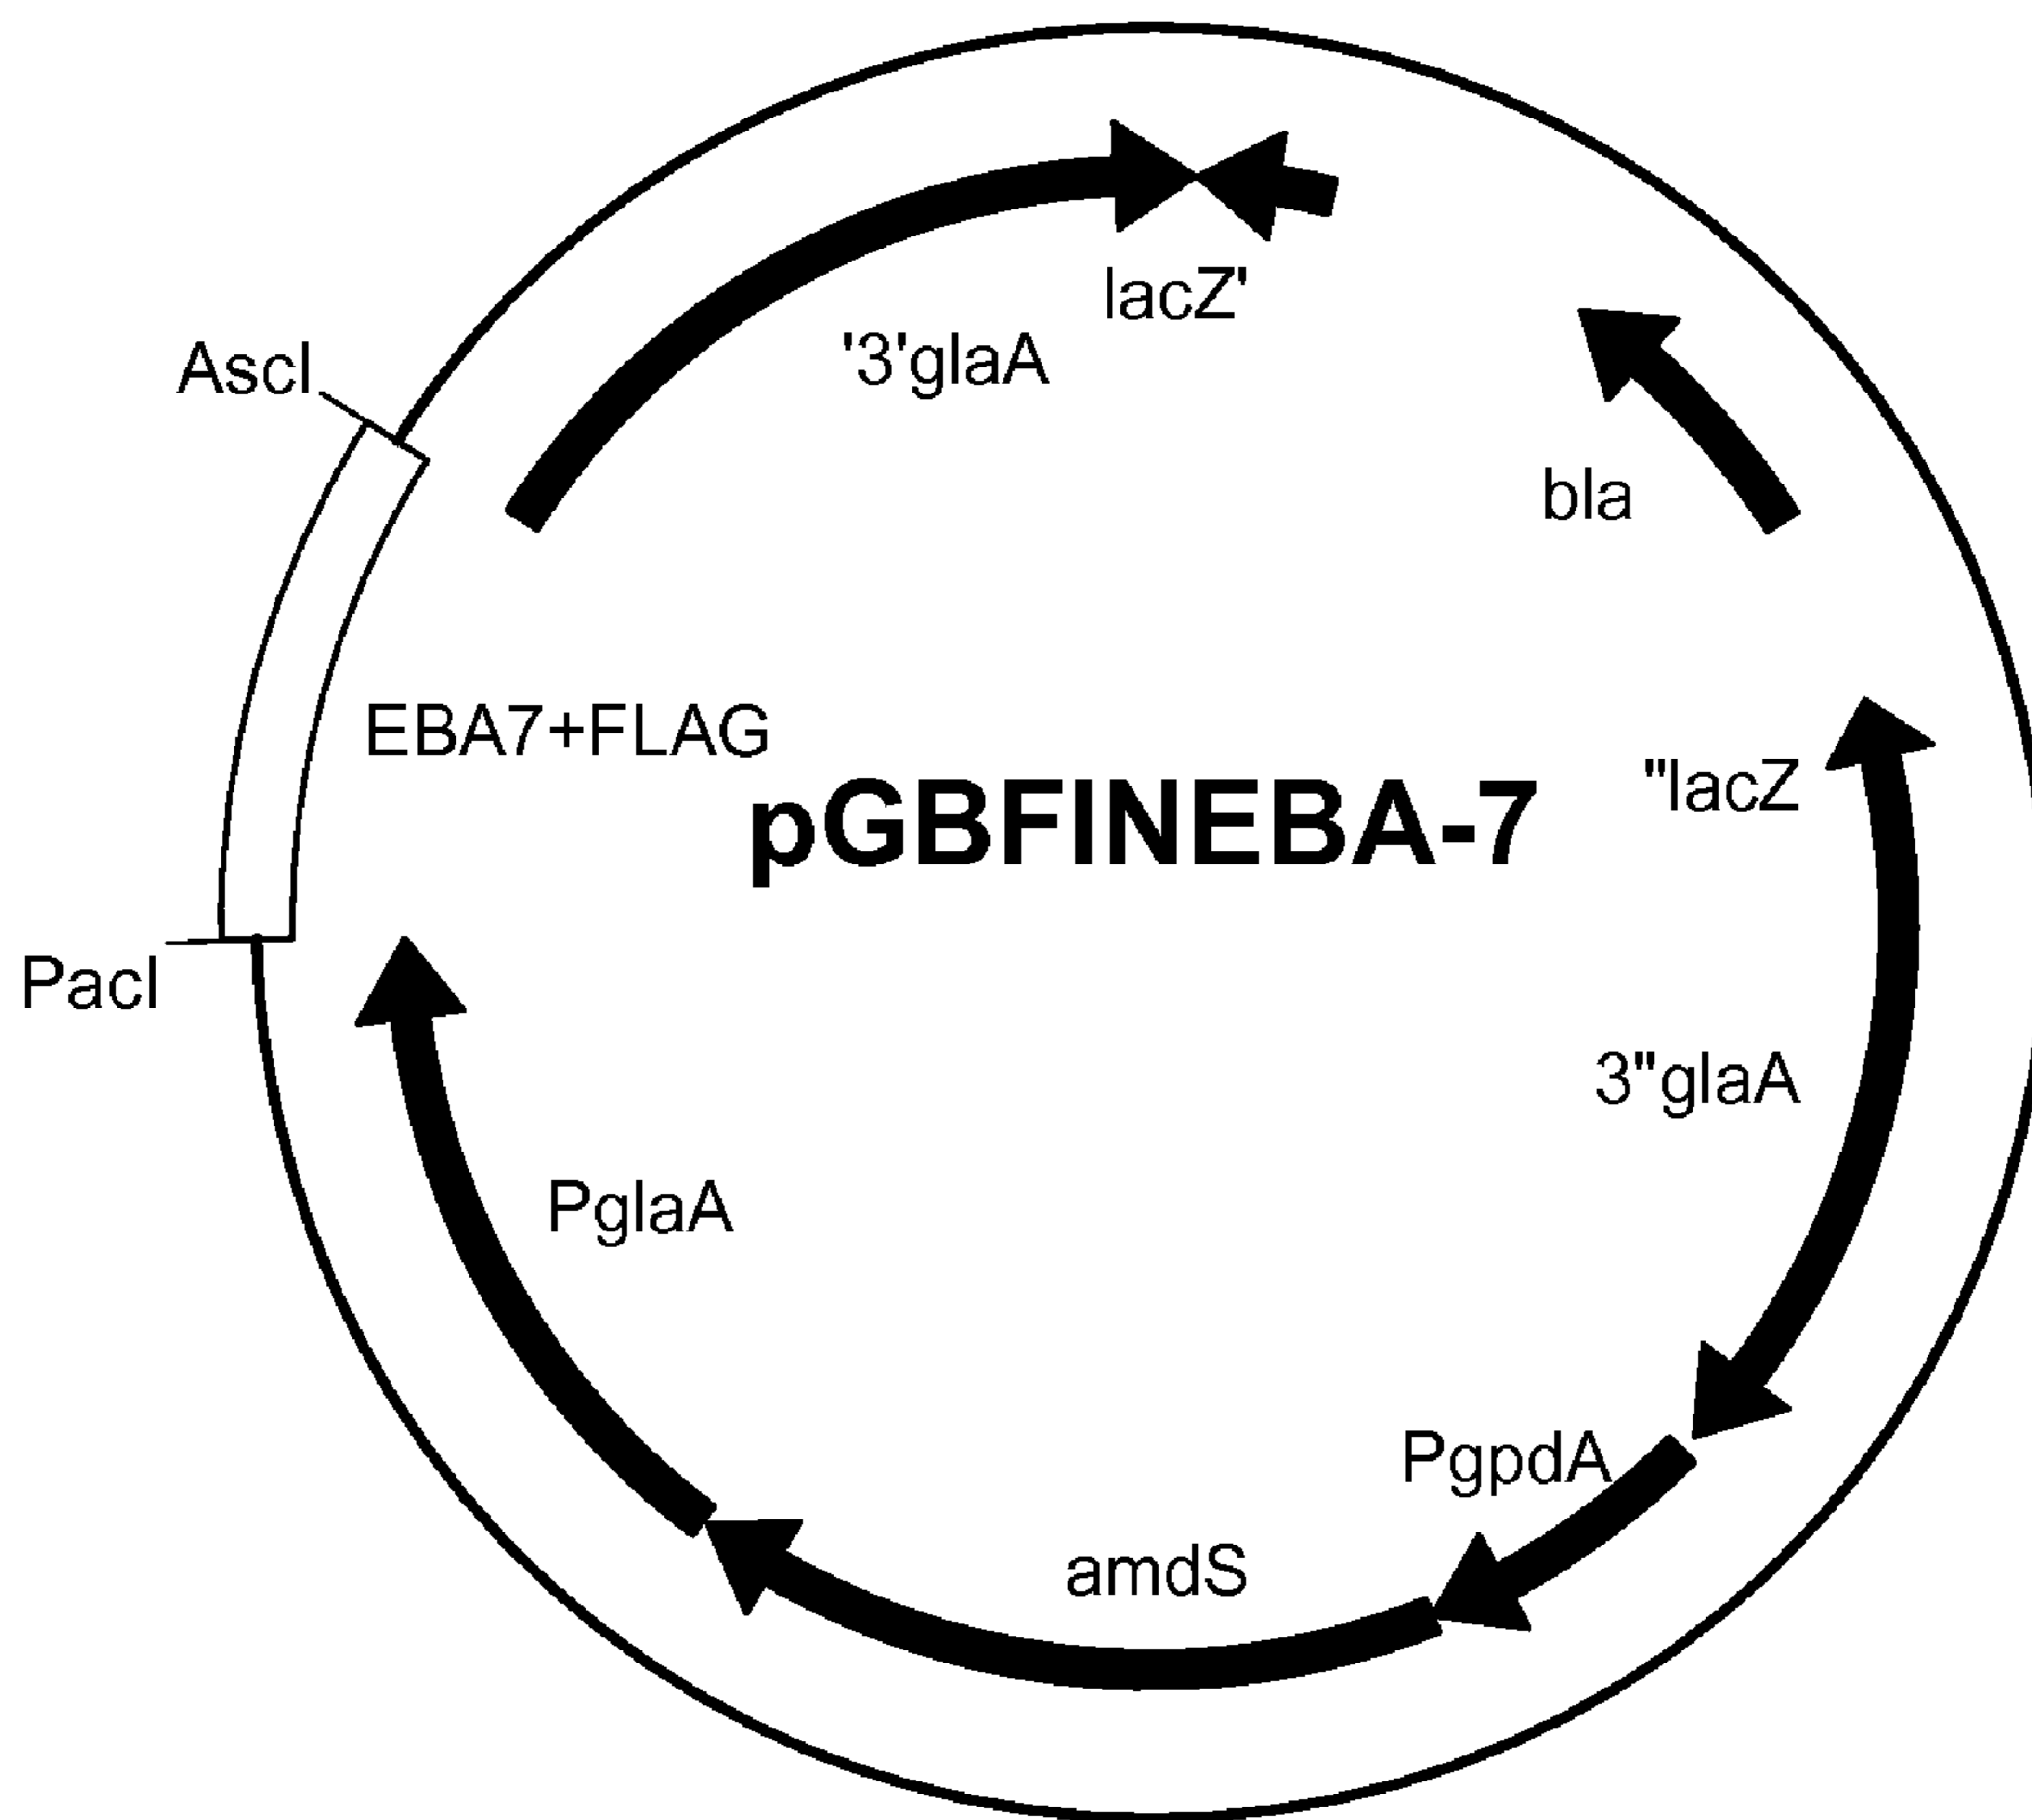 lacZ'
'3'glaA
AscI
bla
EBA7+FLAG
"lacZ
pGBFINEBA-7
PacI
3"glaA
PglaA
PgpdA
amdS